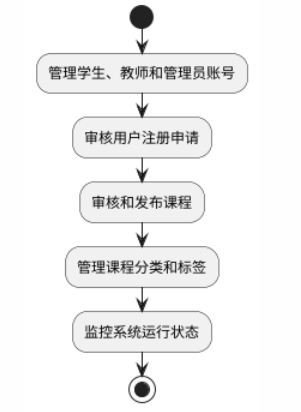 管理学生、教师和管理员账号
审核用户注册申请
审核和发布课程
管理课程分类和标签
监控系统运行状态